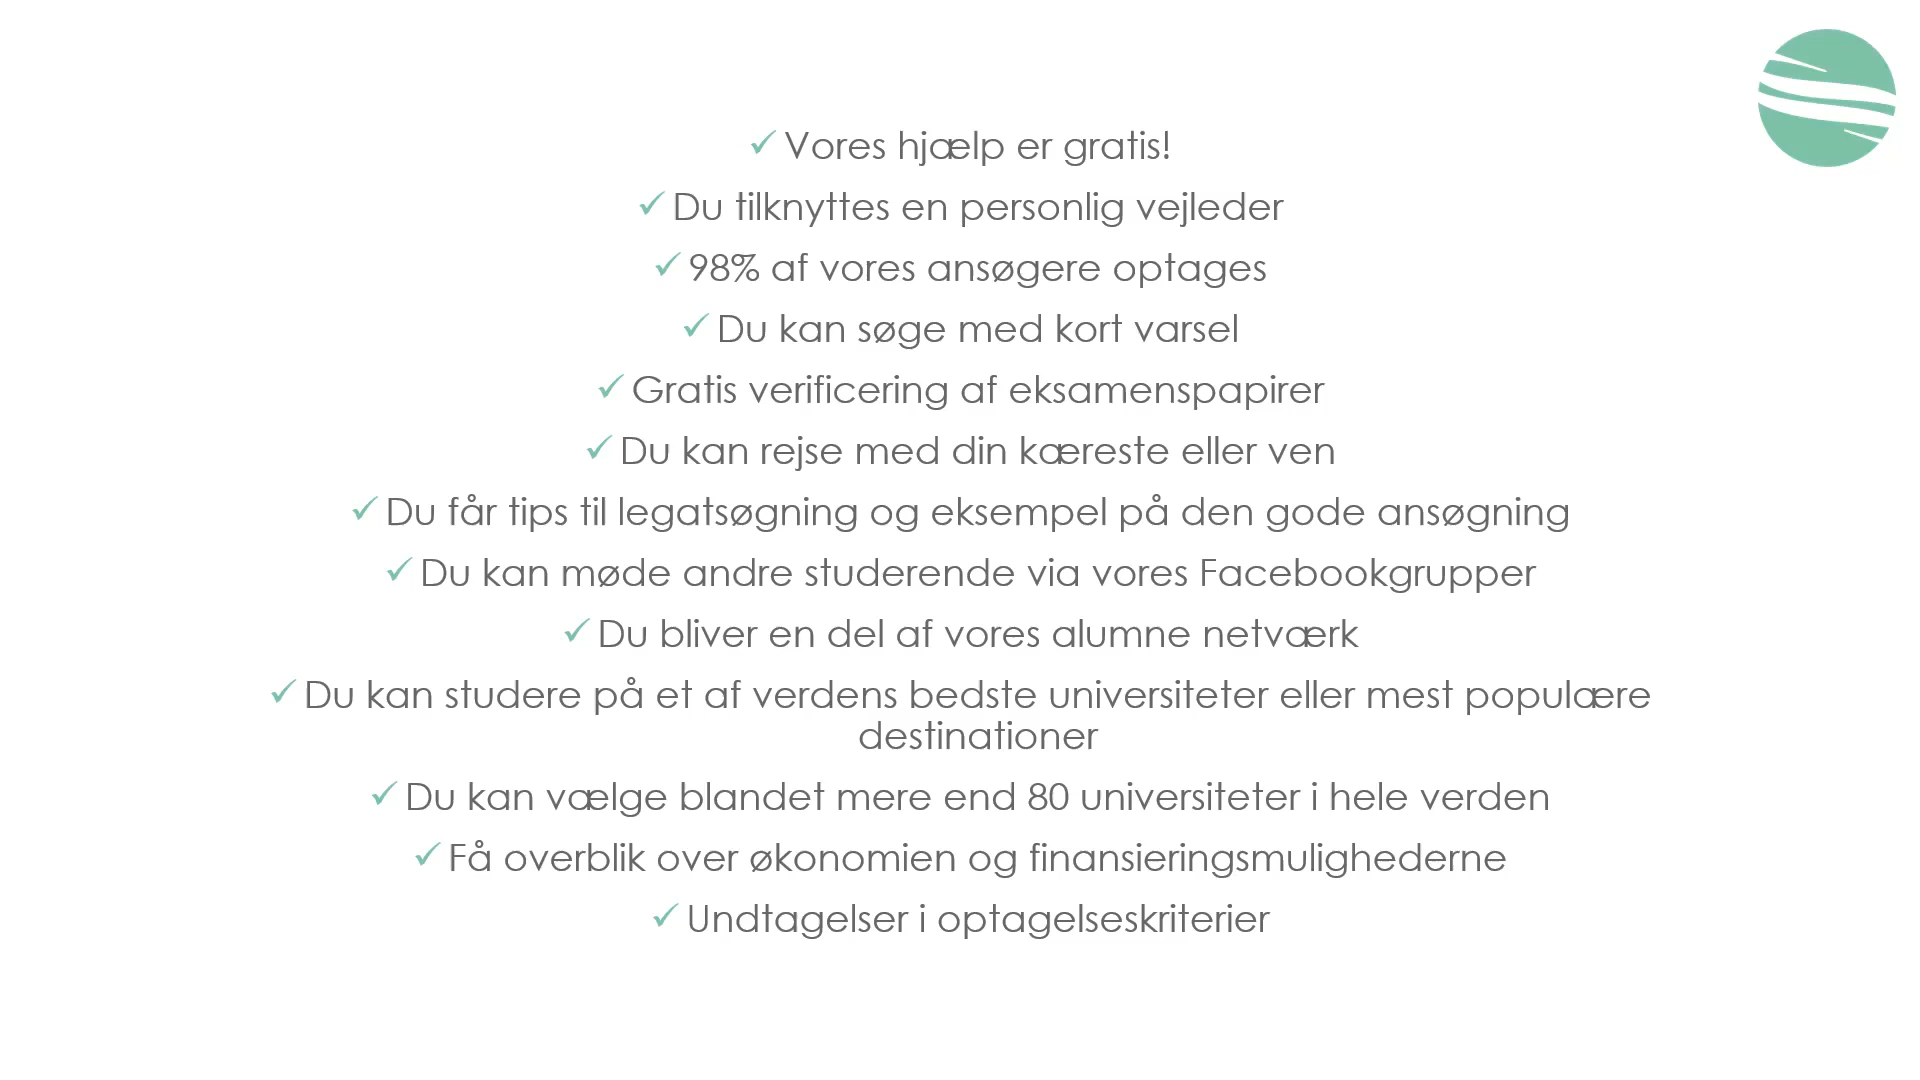 ✓ Vores hjælp er gratis!
✓ Du tilknyttes en personlig vejleder
✓ 98% af vores ansøgere optages
✓ Du kan søge med kort varsel
✓ Gratis verificering af eksamenspapirer
✓ Du kan rejse med din kæreste eller ven
✓ Du får tips til legatsøgning og eksempel på den gode ansøgning
✓ Du kan møde andre studerende via vores Facebookgrupper
✓ Du bliver en del af vores alumne netværk
✓ Du kan studere på et af verdens bedste universiteter eller mest populære
destinationer
✓ Du kan vælge blandet mere end 80 universiteter i hele verden
✓ Få overblik over økonomien og finansieringsmulighederne
✓ Undtagelser i optagelseskriterier